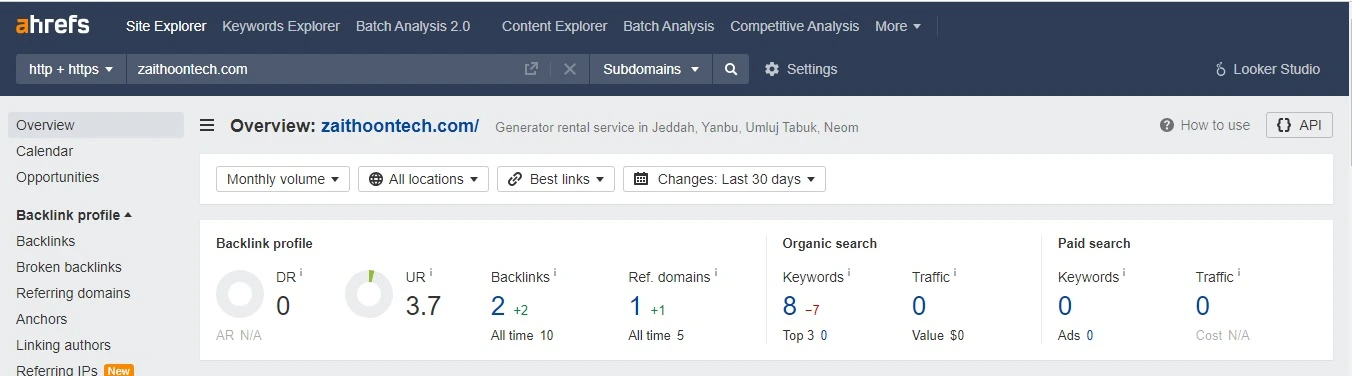 ahrefs Site Explorer Keywords Explorer Batch Analysis 2.0 Content Explorer Batch Analysis Competitive Analysis More
http + https zaithoontech.com Subdomains Settings Looker Studio
Overview
Calendar
Opportunities
Backlink profile
Backlinks
Broken backlinks
Referring domains
Anchors
Linking authors
Referring IPs New
Overview: zaithoontech.com/ Generator rental service in Jeddah, Yanbu, Umluj Tabuk, Neom How to use API
Monthly volume All locations Best links Changes: Last 30 days
Backlink profile
DR i
0
AR N/A
UR i
3.7
Backlinks i
2 +2
All time 10
Ref. domains i
1 +1
All time 5
Organic search
Keywords i
8 −7
Top 3 0
Traffic i
0
Value $0
Paid search
Keywords i
0
Ads 0
Traffic i
0
Cost N/A